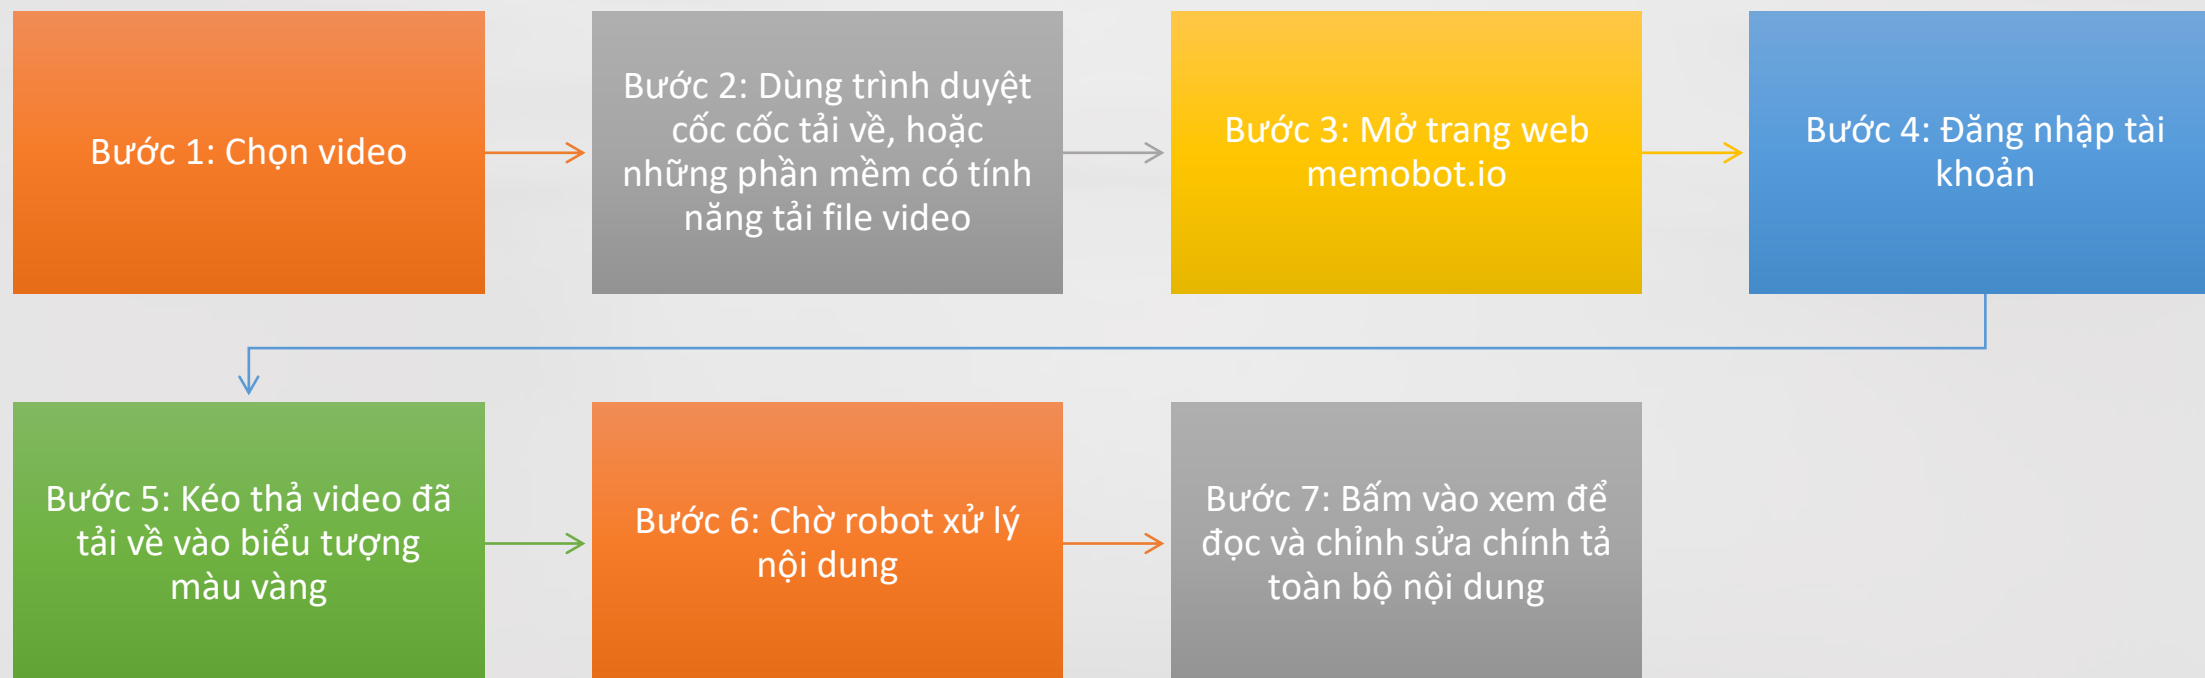 Bước 1: Chọn video
Bước 2: Dùng trình duyệt
cốc cốc tải về, hoặc
những phần mềm có tính
năng tải file video
Bước 3: Mở trang web
memobot.io
Bước 4: Đăng nhập tài
khoản
Bước 5: Kéo thả video đã
tải về vào biểu tượng
màu vàng
Bước 6: Chờ robot xử lý
nội dung
Bước 7: Bấm vào xem để
đọc và chỉnh sửa chính tả
toàn bộ nội dung